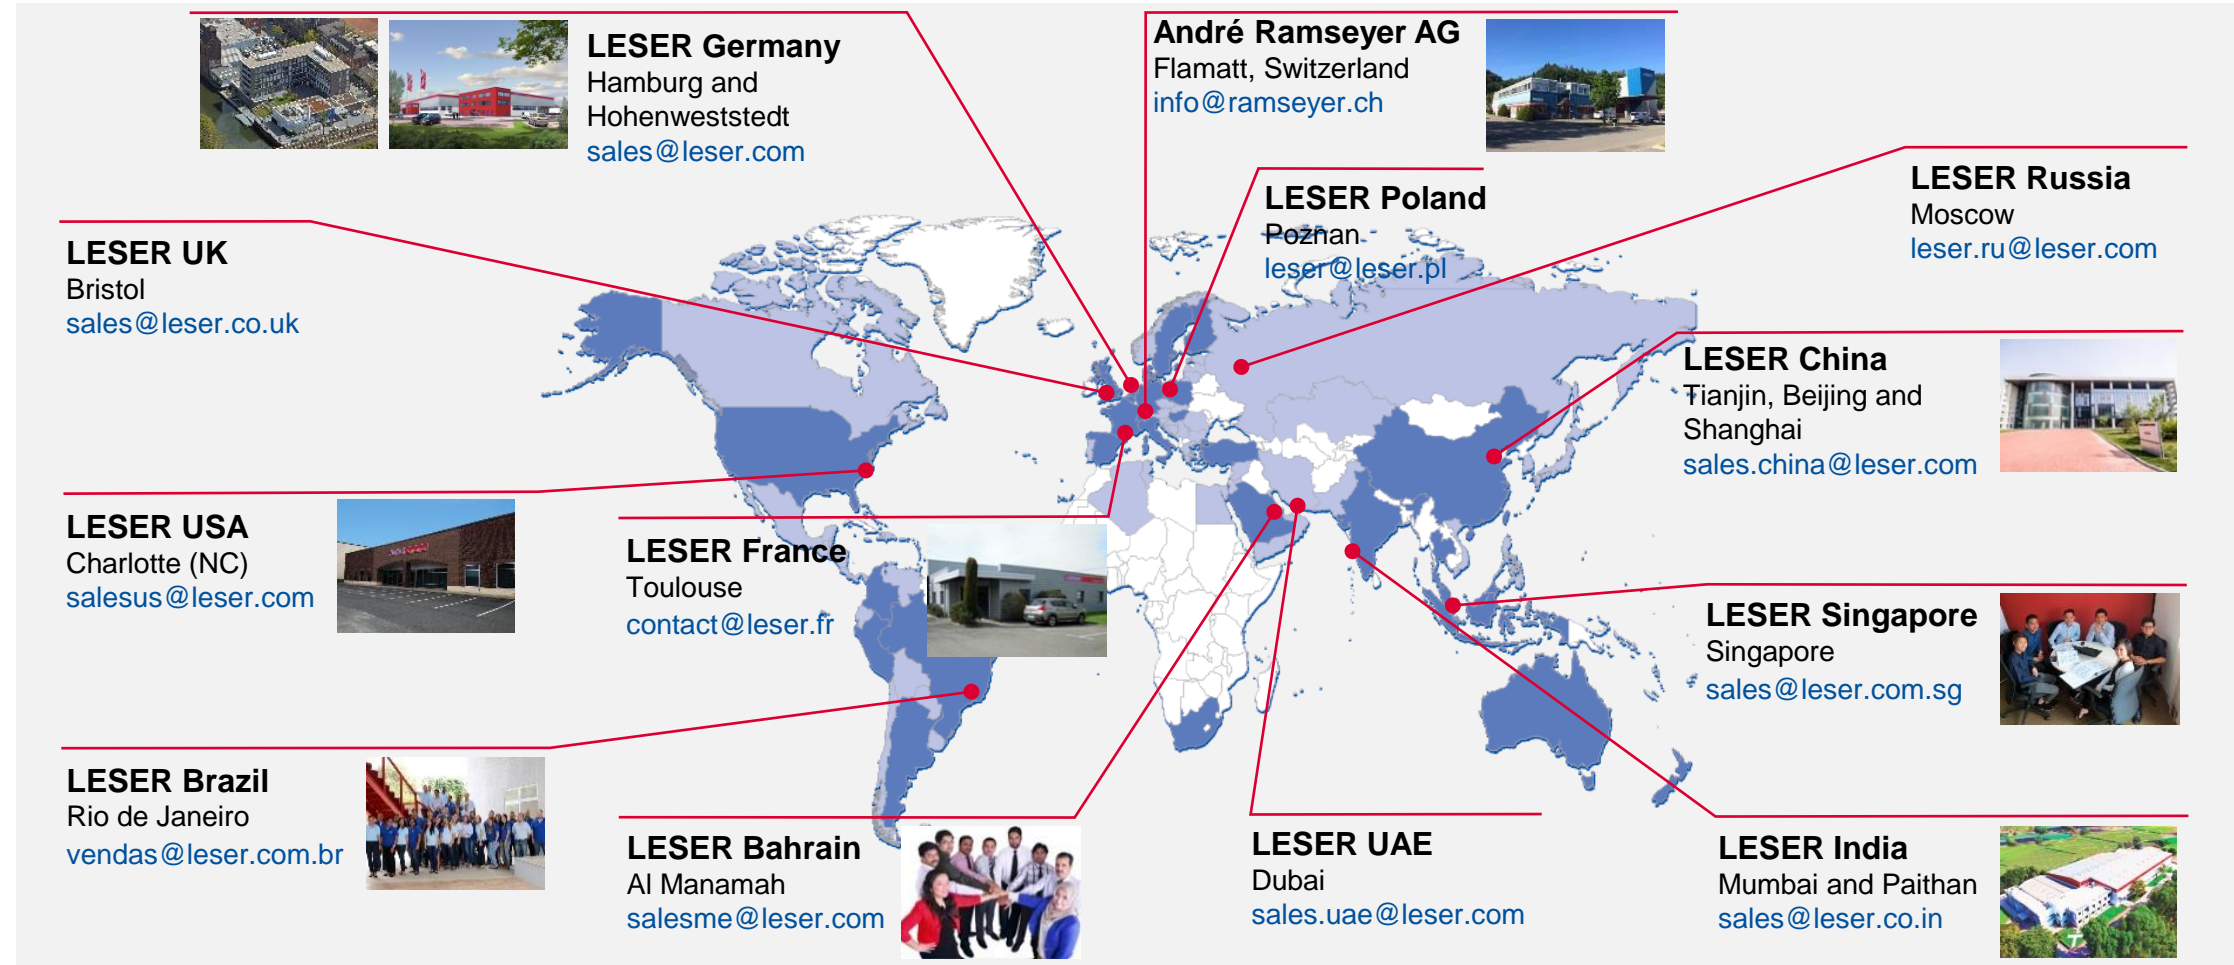 LESER Germany
Hamburg and
Hohenweststedt
sales@leser.com
André Ramseyer AG
Flamatt, Switzerland
info@ramseyer.ch
LESER Poland
Poznan
leser@leser.pl
LESER Russia
Moscow
leser.ru@leser.com
LESER UK
Bristol
sales@leser.co.uk
LESER China
Tianjin, Beijing and
Shanghai
sales.china@leser.com
LESER USA
Charlotte (NC)
salesus@leser.com
LESER France
Toulouse
contact@leser.fr
LESER Singapore
Singapore
sales@leser.com.sg
LESER Brazil
Rio de Janeiro
vendas@leser.com.br
LESER Bahrain
Al Manamah
salesme@leser.com
LESER UAE
Dubai
sales.uae@leser.com
LESER India
Mumbai and Paithan
sales@leser.co.in